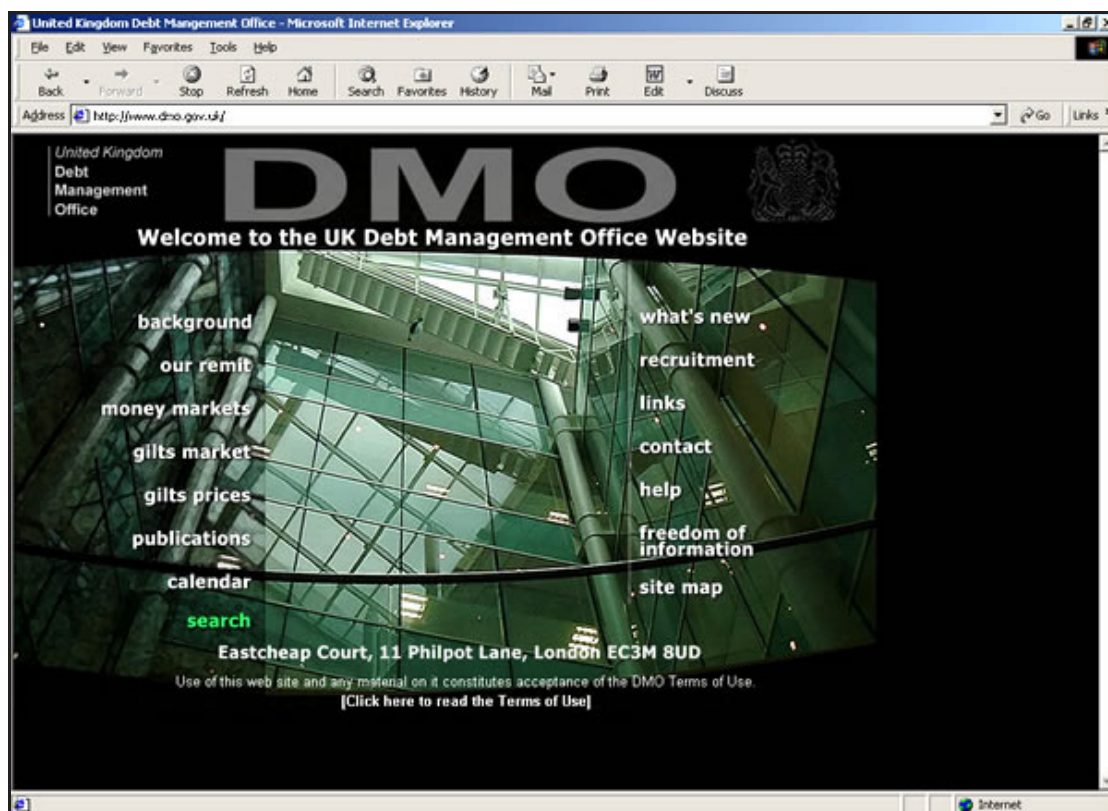 United Kingdom Debt Mangement Office - Microsoft Internet Explorer
File Edit View Favorites Tools Help
Back Forward Stop Refresh Home Search Favorites History Mail Print Edit Discuss
Address http://www.dmo.gov.uk/ Go Links
United Kingdom
Debt
Management
Office
DMO
Welcome to the UK Debt Management Office Website
background
our remit
money markets
gilts market
gilts prices
publications
calendar
search
what's new
recruitment
links
contact
help
freedom of
information
site map
Eastcheap Court, 11 Philpot Lane, London EC3M 8UD
Use of this web site and any material on it constitutes acceptance of the DMO Terms of Use.
[Click here to read the Terms of Use]
Internet